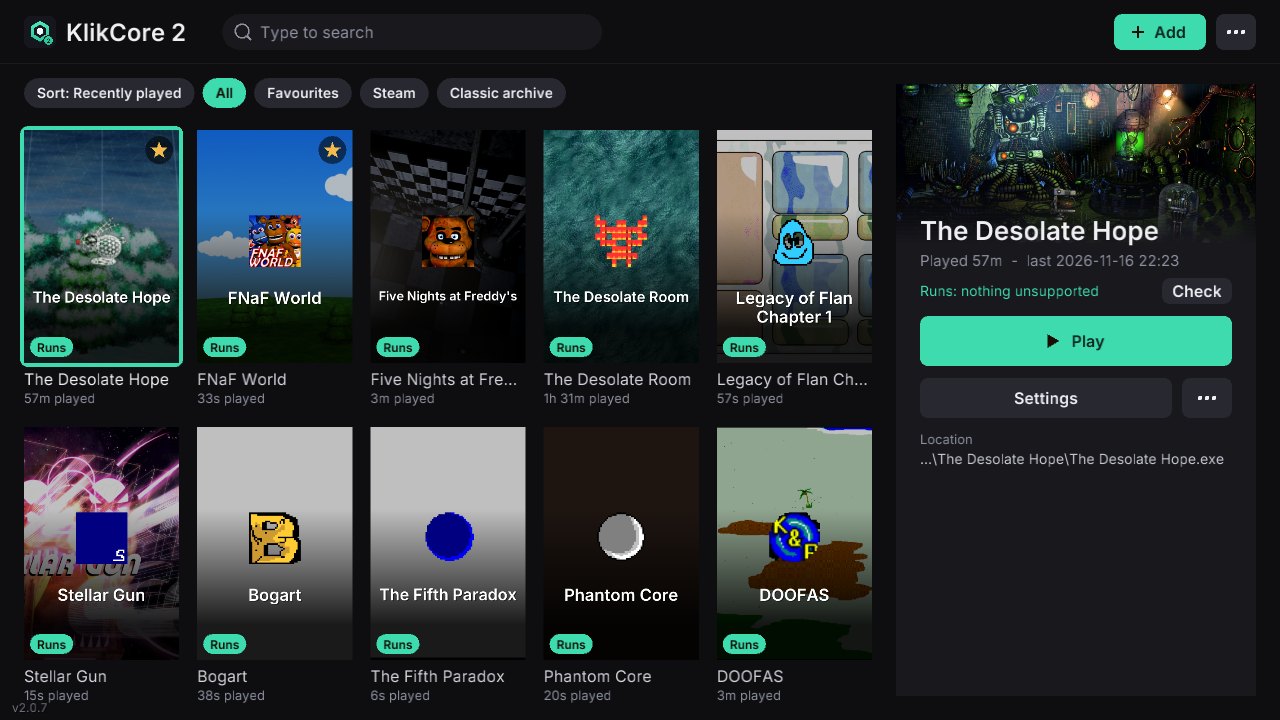 KlikCore 2
Type to search
+ Add
Sort: Recently played
All
Favourites
Steam
Classic archive
The Desolate Hope
Runs
The Desolate Hope
57m played
FNAF WORLD
FNaF World
Runs
FNaF World
33s played
Five Nights at Freddy's
Runs
Five Nights at Fre...
3m played
The Desolate Room
Runs
The Desolate Room
1h 31m played
Legacy of Flan
Chapter 1
Runs
Legacy of Flan Ch...
57s played
S
STELLAR GUN
Stellar Gun
Runs
Stellar Gun
15s played
B
Bogart
Runs
Bogart
38s played
The Fifth Paradox
Runs
The Fifth Paradox
6s played
Phantom Core
Runs
Phantom Core
20s played
K & F
DOOFAS
Runs
DOOFAS
3m played
The Desolate Hope
Played 57m - last 2026-11-16 22:23
Runs: nothing unsupported
Check
Play
Settings
Location
...\The Desolate Hope\The Desolate Hope.exe
v2.0.7